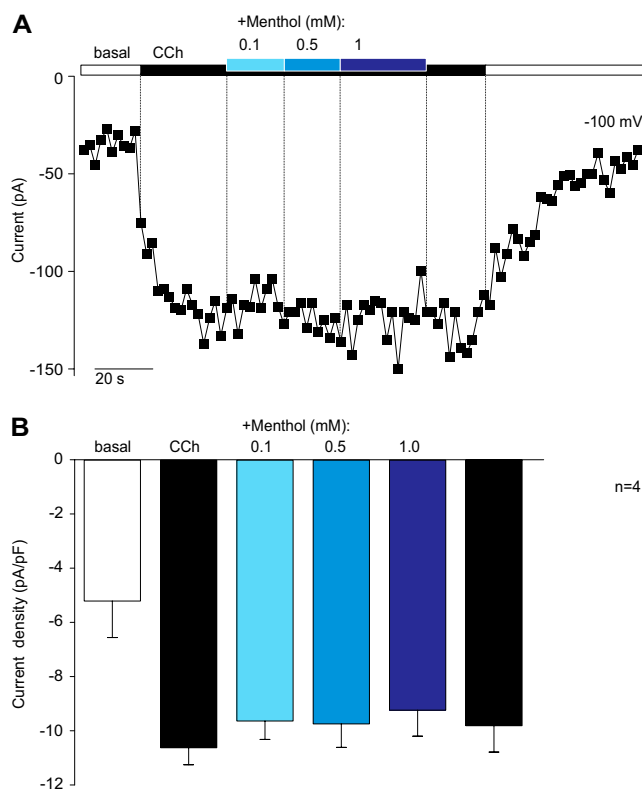 A
+Menthol (mM):
basal CCh 0.1 0.5 1
0
-50
-100
-150
Current (pA)
-100 mV
20 s
B
+Menthol (mM):
basal CCh 0.1 0.5 1.0
0
-2
-4
-6
-8
-10
-12
Current density (pA/pF)
n=4